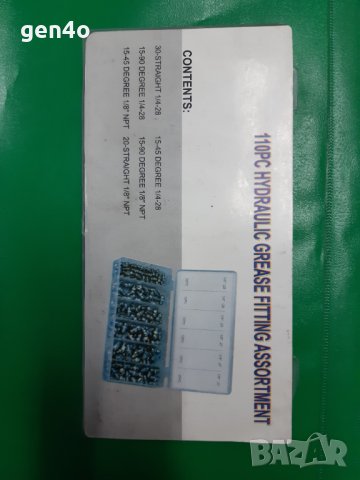 gen4o
110PC HYDRAULIC GREASE FITTING ASSORTMENT
CONTENTS:
30-STRAIGHT 1/4-28 15-45 DEGREE 1/4-28
15-90 DEGREE 1/4-28 15-90 DEGREE 1/8" NPT
15-45 DEGREE 1/8" NPT 20-STRAIGHT 1/8" NPT
BAZAR